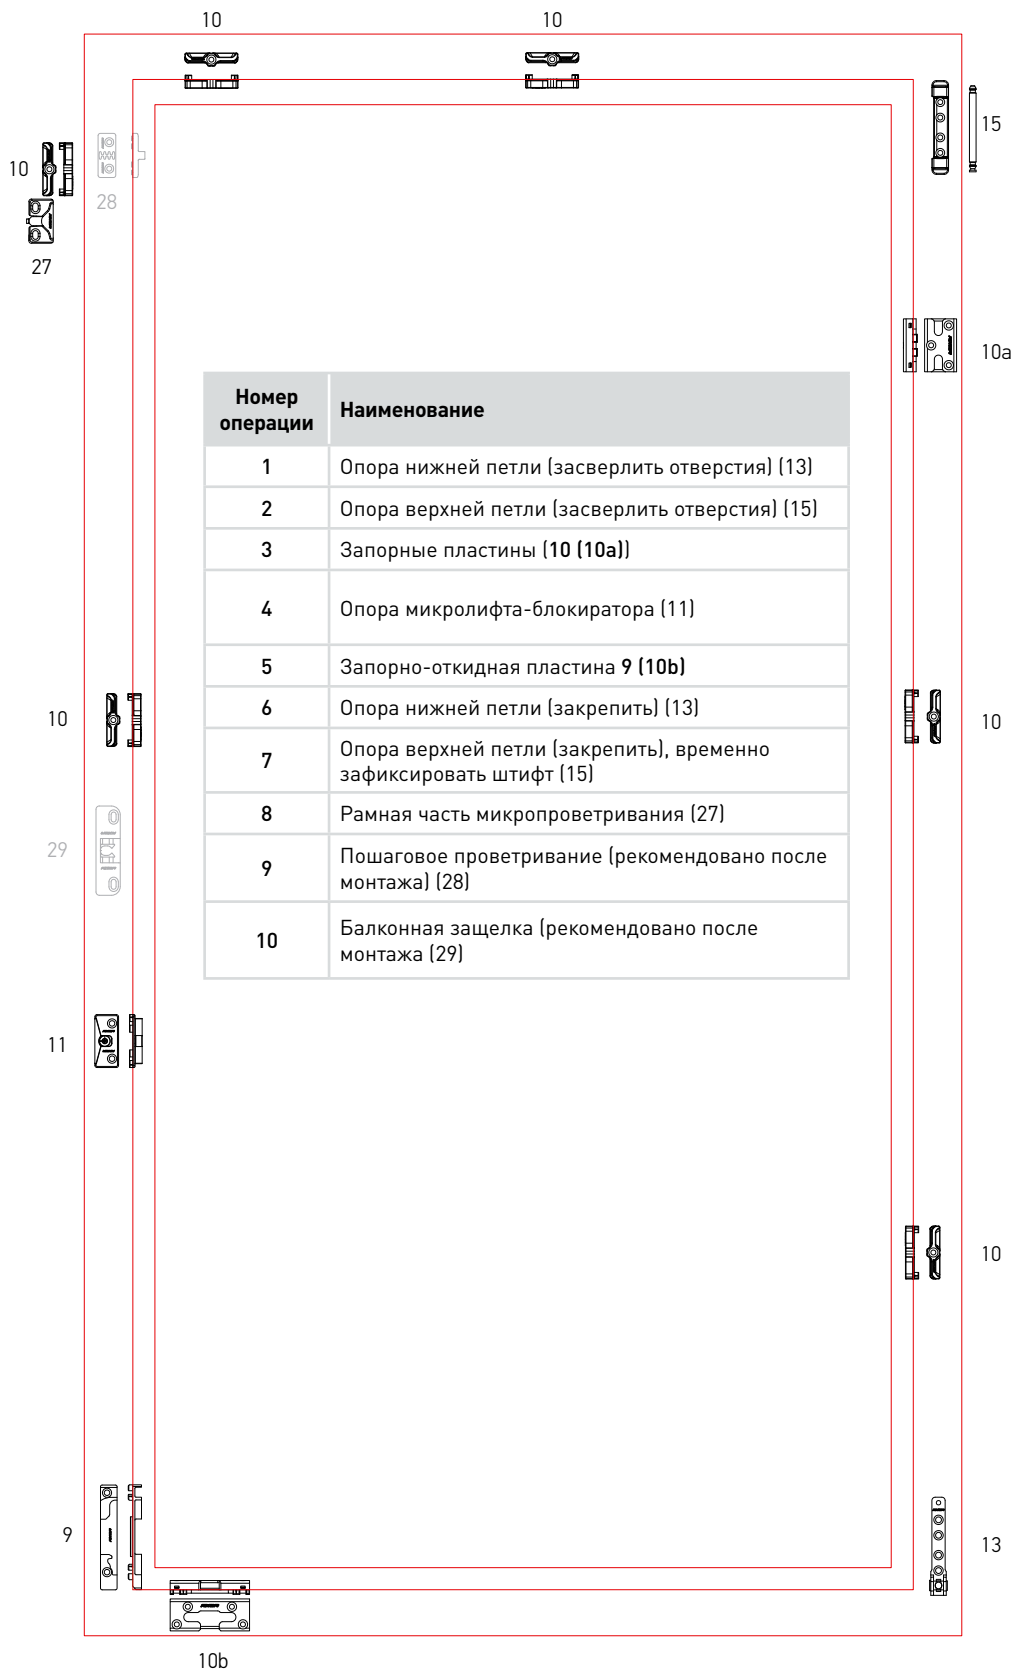 10
10
15
10
28
27
10a
Номер
операции
Наименование
1
Опора нижней петли (засверлить отверстия) (13)
2
Опора верхней петли (засверлить отверстия) (15)
3
Запорные пластины (10 (10a))
4
Опора микролифта-блокиратора (11)
5
Запорно-откидная пластина 9 (10b)
6
Опора нижней петли (закрепить) (13)
7
Опора верхней петли (закрепить), временно
зафиксировать штифт (15)
8
Рамная часть микропроветривания (27)
9
Пошаговое проветривание (рекомендовано после
монтажа) (28)
10
Балконная защелка (рекомендовано после
монтажа (29)
10
10
29
11
10
9
13
10b